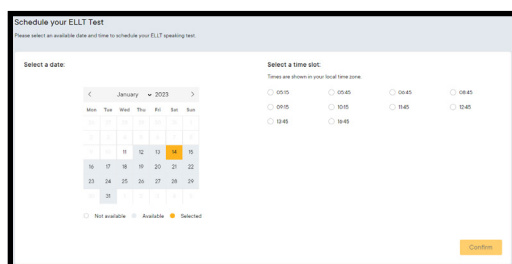 Schedule your ELLT Test
Please select an available date and time to schedule your ELLT speaking test.
Select a date:
January 2023
Mon Tue Wed Thu Fri Sat Sun
11 12 13 14 15
16 17 18 19 20 21 22
23 24 25 26 27 28 29
31
Not available Available Selected
Select a time slot:
Times are shown in your local time zone.
05:15 05:45 06:45 08:45
09:15 10:15 11:45 12:45
13:45 16:45
Confirm